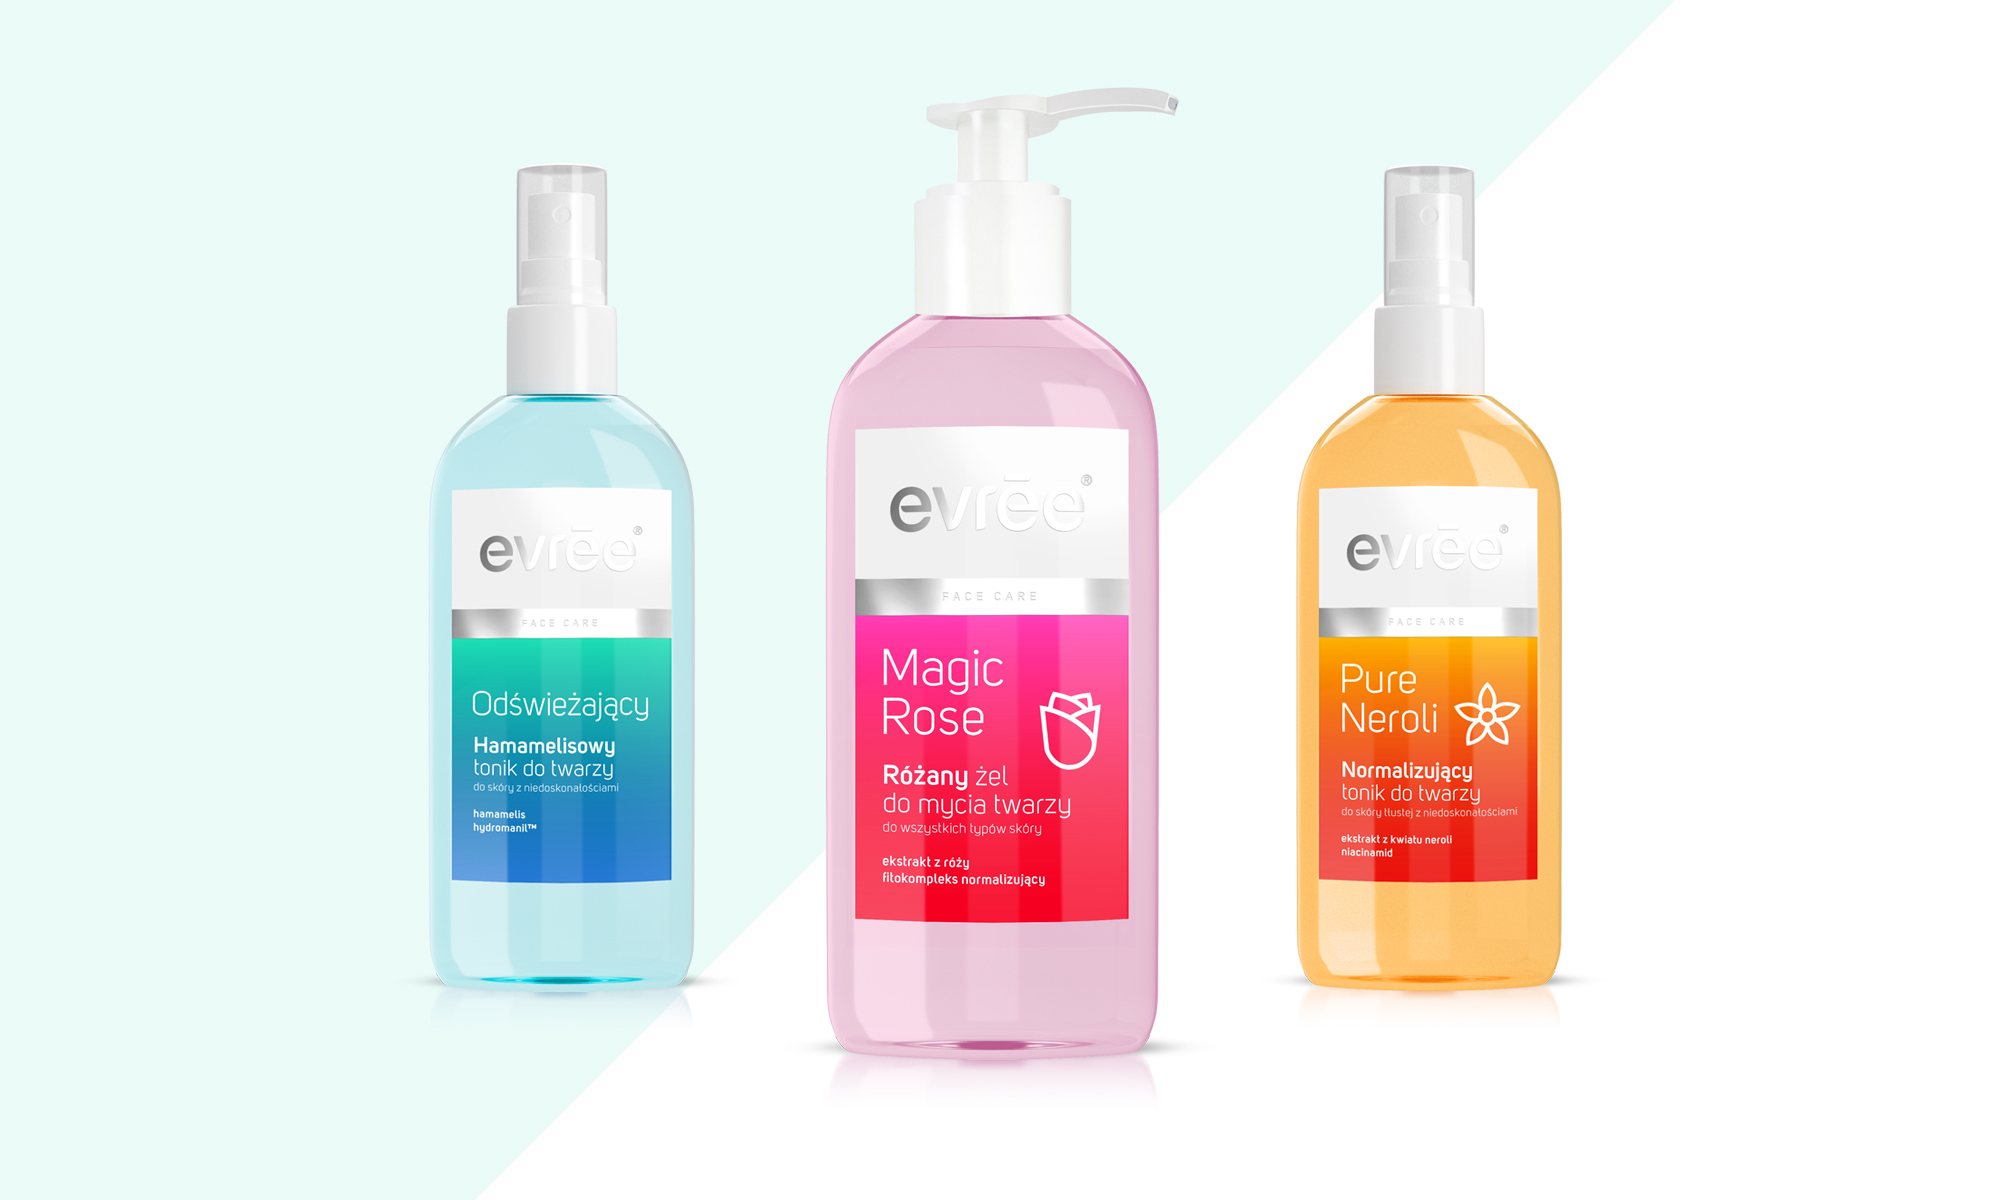 evrēe®
FACE CARE
Odświeżający
Hamamelisowy
tonik do twarzy
do skóry z niedoskonałościami
hamamelis
hydromanil™
evrēe®
FACE CARE
Magic
Rose
Różany żel
do mycia twarzy
do wszystkich typów skóry
ekstrakt z róży
fitokompleks normalizujący
evrēe®
FACE CARE
Pure
Neroli
Normalizujący
tonik do twarzy
do skóry tłustej z niedoskonałościami
ekstrakt z kwiatu neroli
niacinamid